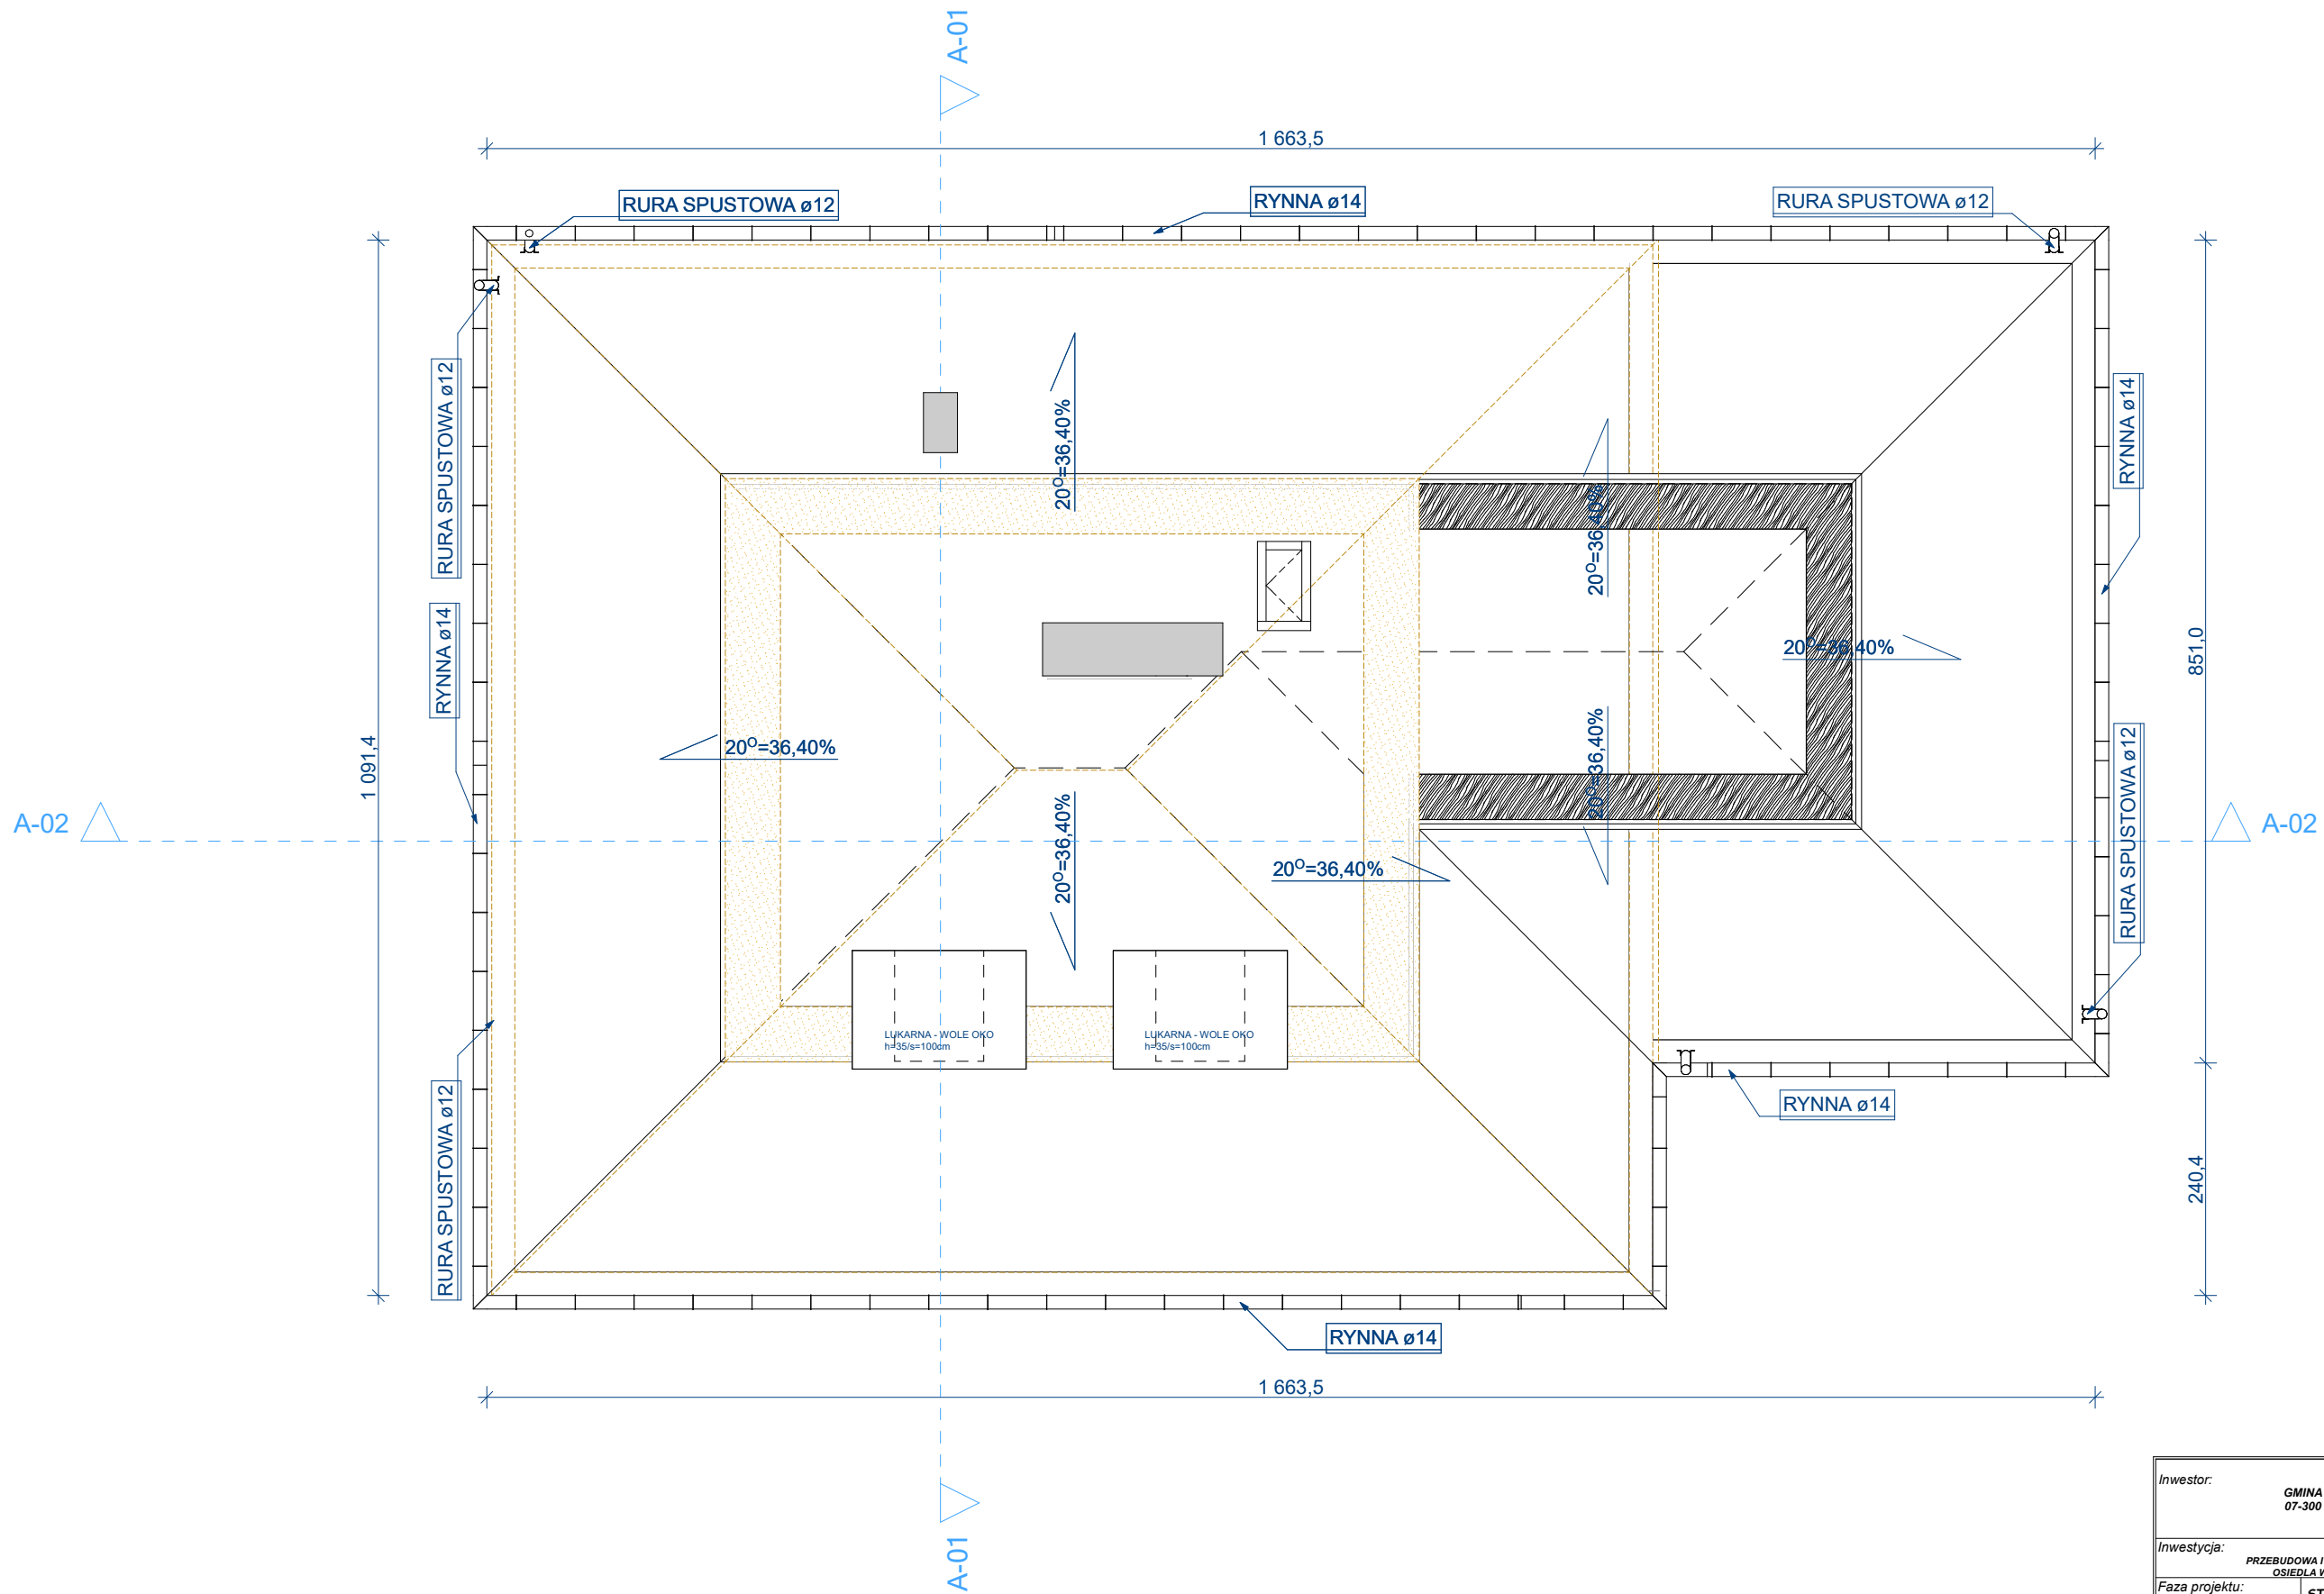 A-01
1 663,5
RURA SPUSTOWA ø12
RYNNA ø14
RURA SPUSTOWA ø12
RURA SPUSTOWA ø12
RYNNA ø14
20°=36,40%
20°=36,40%
20°=36,40%
851,0
RYNNA ø14
1 091,4
20°=36,40%
20°=36,40%
20°=36,40%
20°=36,40%
RURA SPUSTOWA ø12
A-02
A-02
LUKARNA - WOLE OKO
h=35/s=100cm
LUKARNA - WOLE OKO
h=35/s=100cm
RURA SPUSTOWA ø12
RYNNA ø14
240,4
RYNNA ø14
1 663,5
A-01
Inwestor:
GMINA
07-300
Inwestycja:
PRZEBUDOWA I
OSIEDLA
Faza projektu: